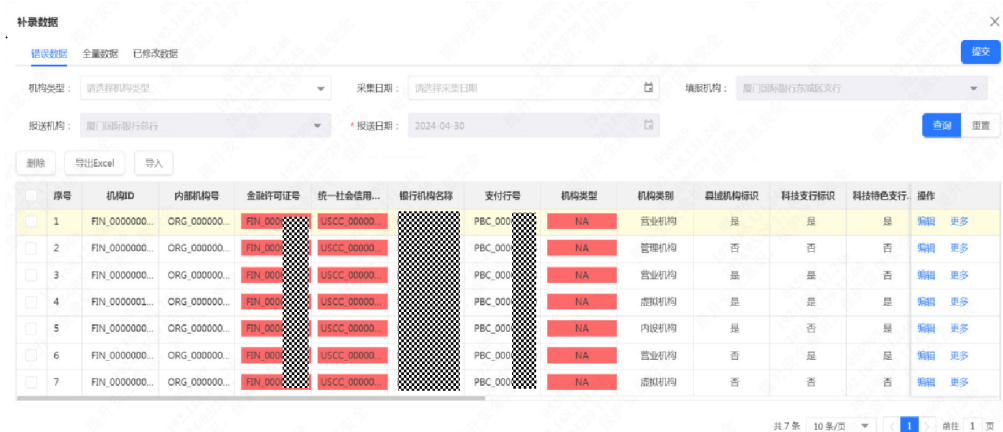 补录数据
错误数据 全量数据 已修改数据 提交
机构类型： 请选择机构类型 采集日期： 请选择采集日期 填报机构： 厦门国际银行东城区支行
报送机构： 厦门国际银行总行 * 报送日期： 2024-04-30 查询 重置
删除 导出Excel 导入
序号 机构ID 内部机构号 金融许可证号 统一社会信用... 银行机构名称 支付行号 机构类型 机构类别 县域机构标识 科技支行标识 科技特色支行. 操作
1 FIN_0000000... ORG_000000... FIN_000 USCC_00000... PBC_000 NA 营业机构 是 是 是 编辑 更多
2 FIN_0000000... ORG_000000... FIN_000 USCC_00000... PBC_000 NA 管理机构 否 否 否 编辑 更多
3 FIN_0000000... ORG_000000... FIN_000 USCC_00000... PBC_000 NA 营业机构 是 是 否 编辑 更多
4 FIN_0000001... ORG_000000... FIN_000 USCC_00000... PBC_000 NA 虚拟机构 是 是 是 编辑 更多
5 FIN_0000000... ORG_000000... FIN_000 USCC_00000... PBC_000 NA 内设机构 是 否 是 编辑 更多
6 FIN_0000000... ORG_000000... FIN_000 USCC_00000... PBC_000 NA 营业机构 否 是 是 编辑 更多
7 FIN_0000000... ORG_000000... FIN_000 USCC_00000... PBC_000 NA 虚拟机构 否 否 否 编辑 更多
共 7 条 10 条/页 1 前往 1 页